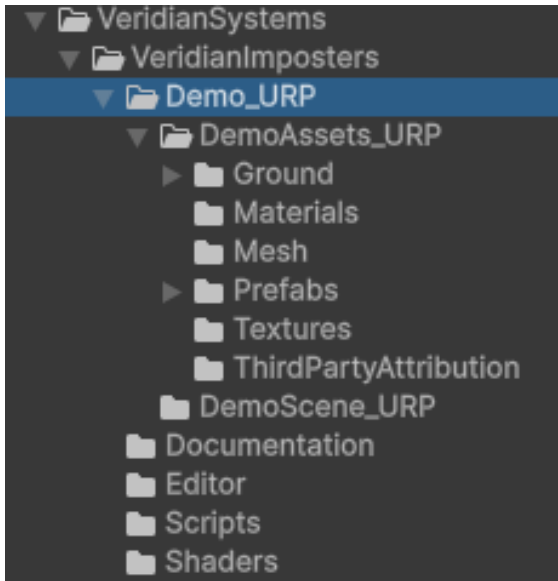 VeridianSystems
VeridianImposters
Demo_URP
DemoAssets_URP
Ground
Materials
Mesh
Prefabs
Textures
ThirdPartyAttribution
DemoScene_URP
Documentation
Editor
Scripts
Shaders